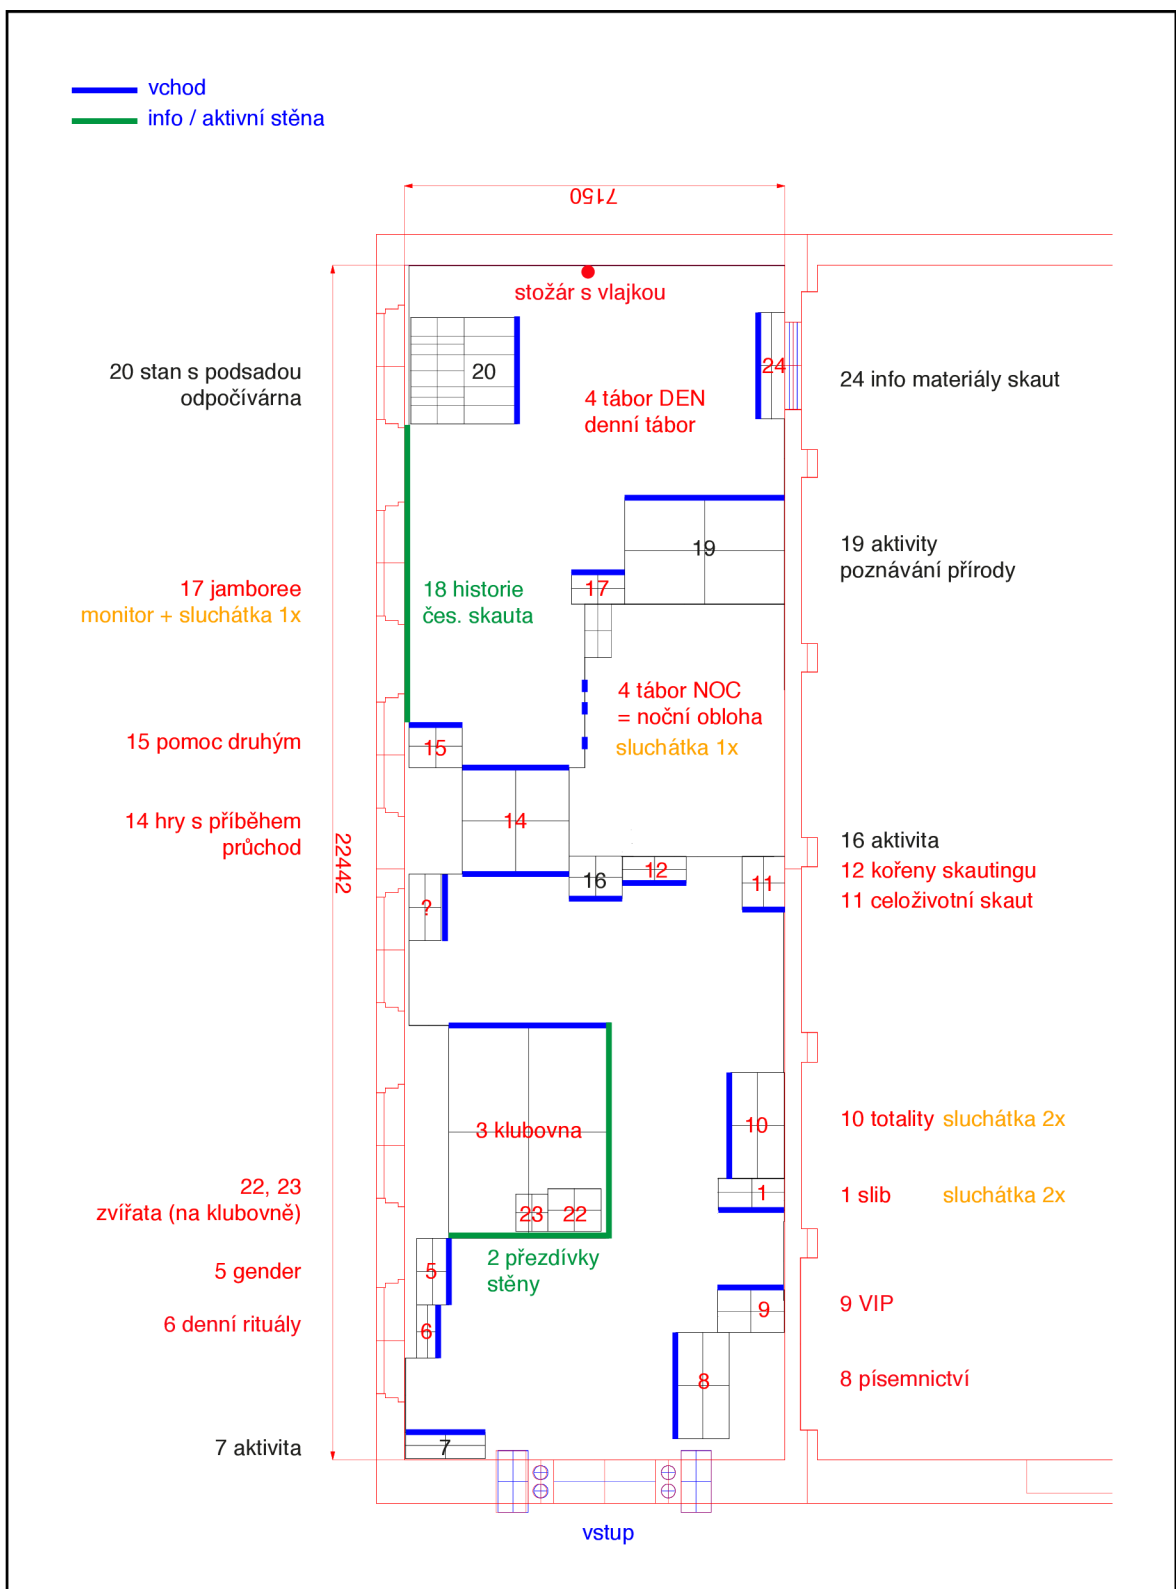 vchod
info / aktivní stěna
7150
stožár s vlajkou
20 stan s podsadou
odpočívárna
20
24
24 info materiály skaut
4 tábor DEN
denní tábor
19
19 aktivity
poznávání přírody
17 jamboree
monitor + sluchátka 1x
18 historie
čes. skauta
17
4 tábor NOC
= noční obloha
sluchátka 1x
15 pomoc druhým
15
14 hry s příběhem
průchod
14
22442
16 aktivita
12 kořeny skautingu
11 celoživotní skaut
16
12
11
?
3 klubovna
10
10 totality sluchátka 2x
22, 23
zvířata (na klubovně)
23
22
1
1 slib sluchátka 2x
5 gender
5
2 přezdívky
stěny
6 denní rituály
6
9
9 VIP
8
8 písemnictví
7 aktivita
7
vstup